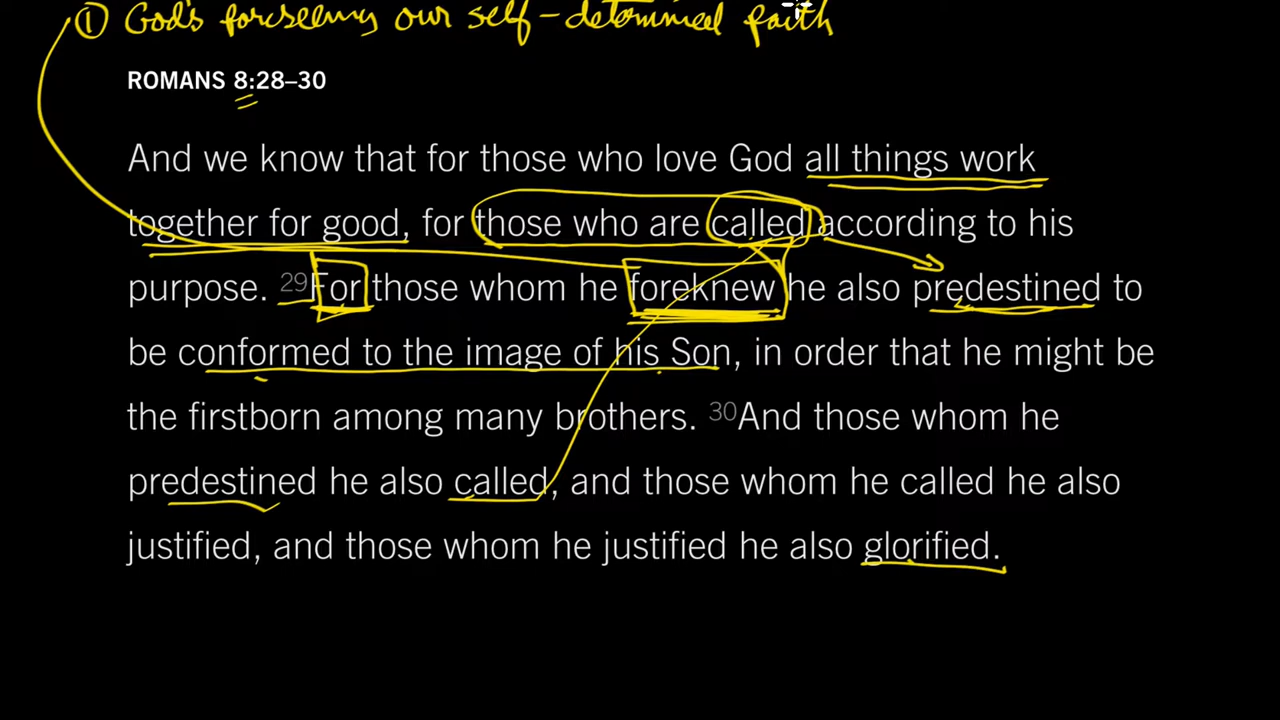 ① God's foreseeing our self-determined faith
ROMANS 8:28–30
And we know that for those who love God all things work
together for good, for those who are called according to his
purpose. 29For those whom he foreknew he also predestined to
be conformed to the image of his Son, in order that he might be
the firstborn among many brothers. 30And those whom he
predestined he also called, and those whom he called he also
justified, and those whom he justified he also glorified.